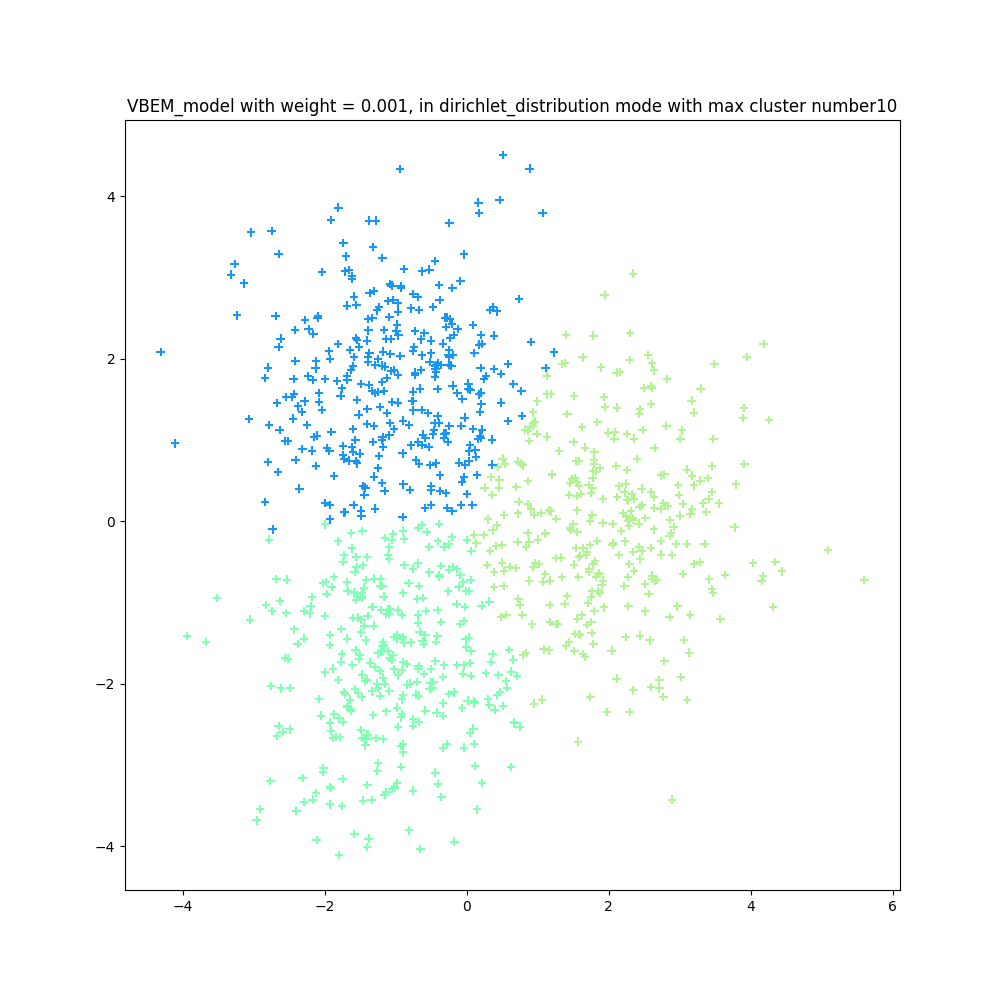 VBEM_model with weight = 0.001, in dirichlet_distribution mode with max cluster number10
4
2
0
−2
−4
−4 −2 0 2 4 6